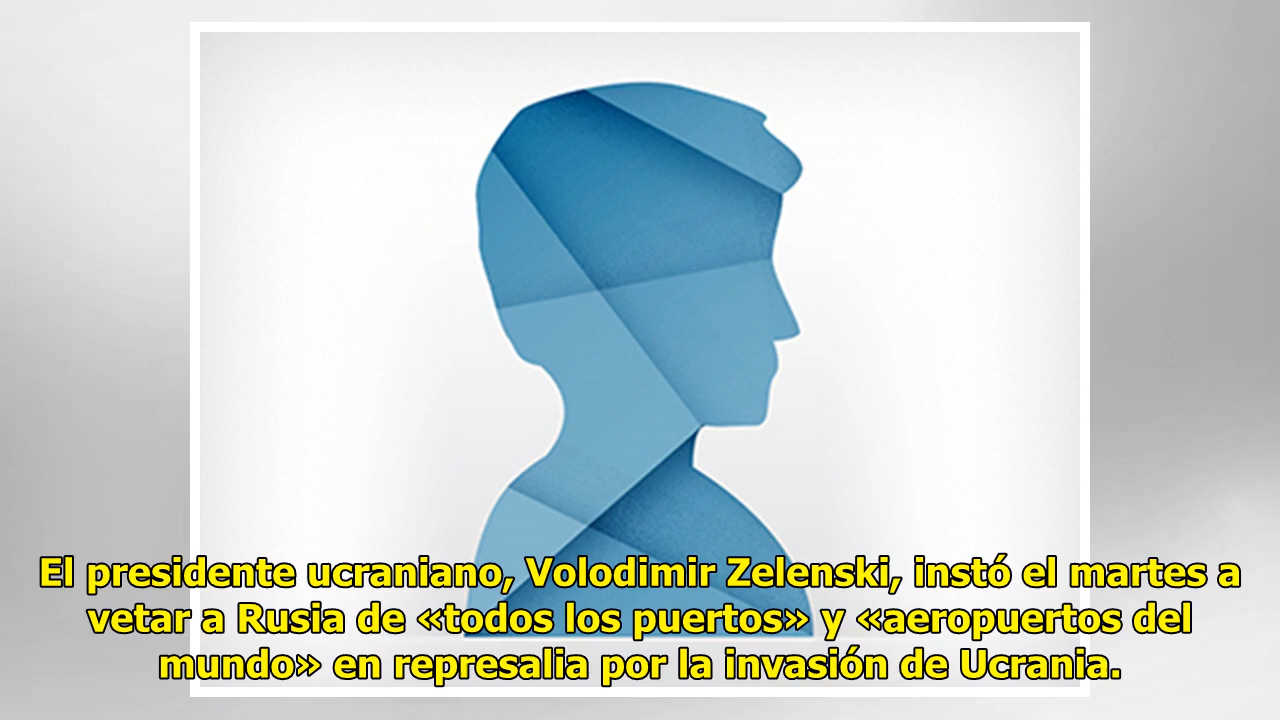 El presidente ucraniano, Volodimir Zelenski, instó el martes a
vetar a Rusia de «todos los puertos» y «aeropuertos del
mundo» en represalia por la invasión de Ucrania.